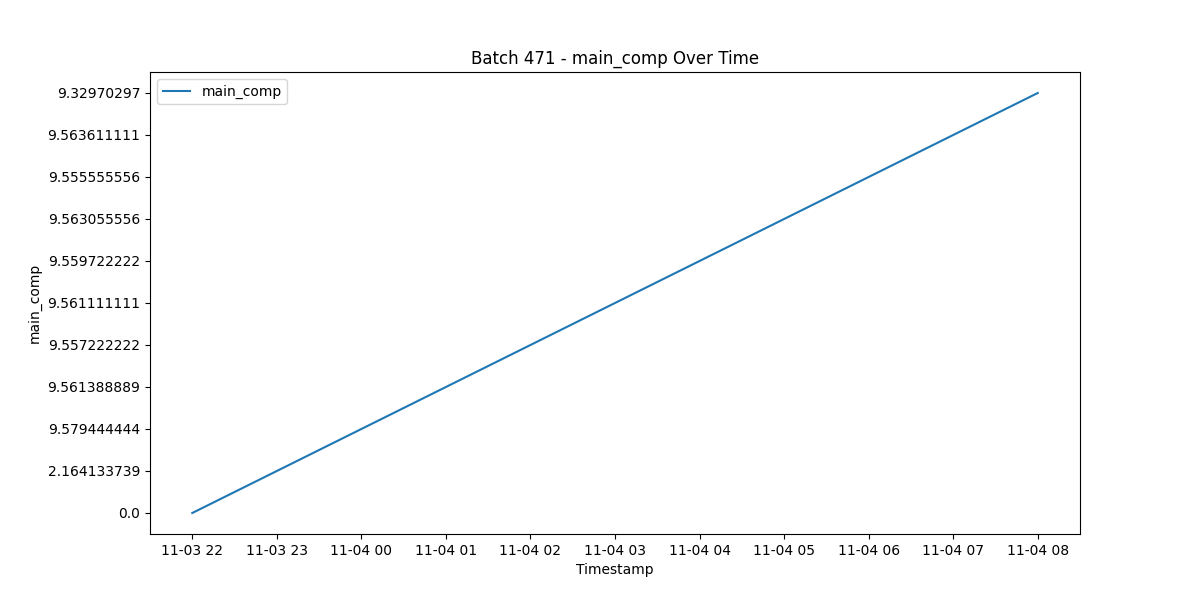 Batch 471 - main_comp Over Time
main_comp
9.32970297
9.563611111
9.555555556
9.563055556
9.559722222
9.561111111
9.557222222
9.561388889
9.579444444
2.164133739
0.0
main_comp
11-03 22 11-03 23 11-04 00 11-04 01 11-04 02 11-04 03 11-04 04 11-04 05 11-04 06 11-04 07 11-04 08
Timestamp